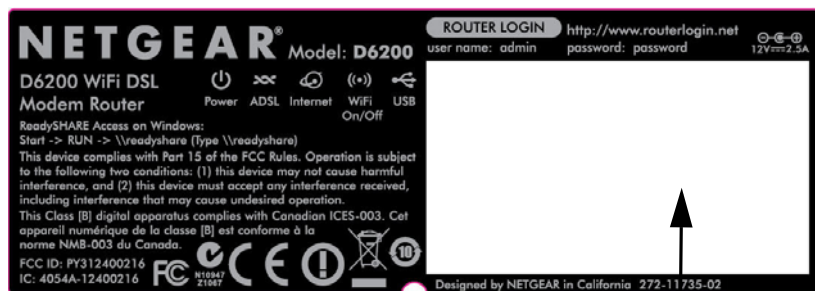 NETGEAR® Model: D6200
D6200 WiFi DSL
Modem Router
Power ADSL Internet WiFi On/Off USB
ReadySHARE Access on Windows:
Start -> RUN -> \\readyshare (Type \\readyshare)
This device complies with Part 15 of the FCC Rules. Operation is subject
to the following two conditions: (1) this device may not cause harmful
interference, and (2) this device must accept any interference received,
including interference that may cause undesired operation.
This Class [B] digital apparatus complies with Canadian ICES-003. Cet
appareil numérique de la classe [B] est conforme à la
norme NMB-003 du Canada.
FCC ID: PY312400216
IC: 4054A-12400216
FC
N10947
Z1067
CE
10
ROUTER LOGIN http://www.routerlogin.net
user name: admin password: password
12V⎓2.5A
Designed by NETGEAR in California 272-11735-02